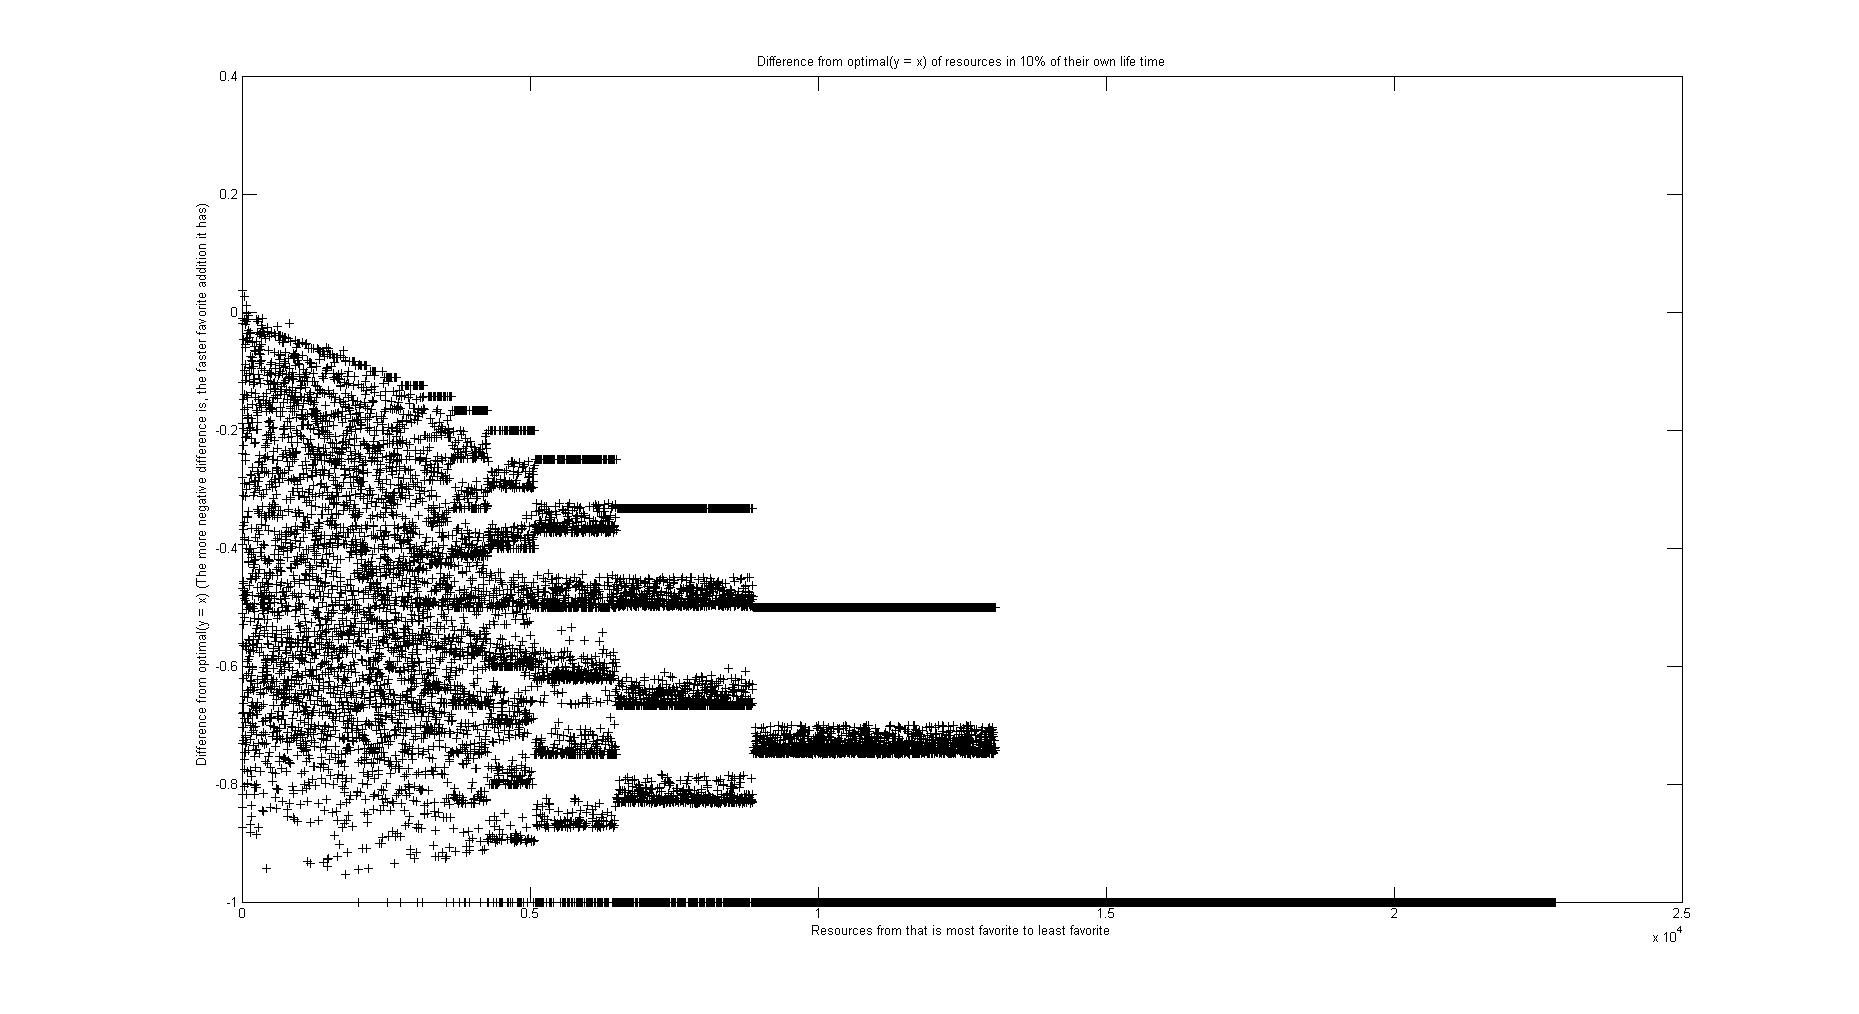 Difference from optimal(y = x) of resources in 10% of their own life time
Difference from optimal(y = x) (The more negative difference is, the faster favorite addition it has)
0.4
0.2
0
-0.2
-0.4
-0.6
-0.8
-1
0 0.5 1 1.5 2 2.5
Resources from that is most favorite to least favorite
x 10^4